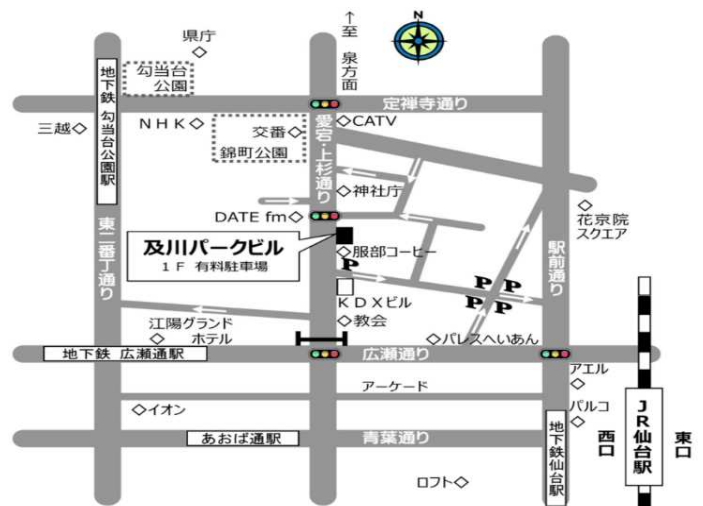 N
↑至 泉方面
県庁
地下鉄 勾当台公園駅
勾当台
公園
定禅寺通り
三越
NHK
交番
錦町公園
CATV
愛宕・上杉通り
神社庁
DATE fm
花京院
スクエア
及川パークビル
1F 有料駐車場
服部コーヒー
東二番丁通り
駅前通り
P
P P
P P
KDXビル
江陽グランド
ホテル
教会
パレスへいあん
地下鉄 広瀬通駅
広瀬通り
アエル
アーケード
パルコ
イオン
あおば通駅
青葉通り
地下鉄仙台駅
西口
JR仙台駅
東口
ロフト